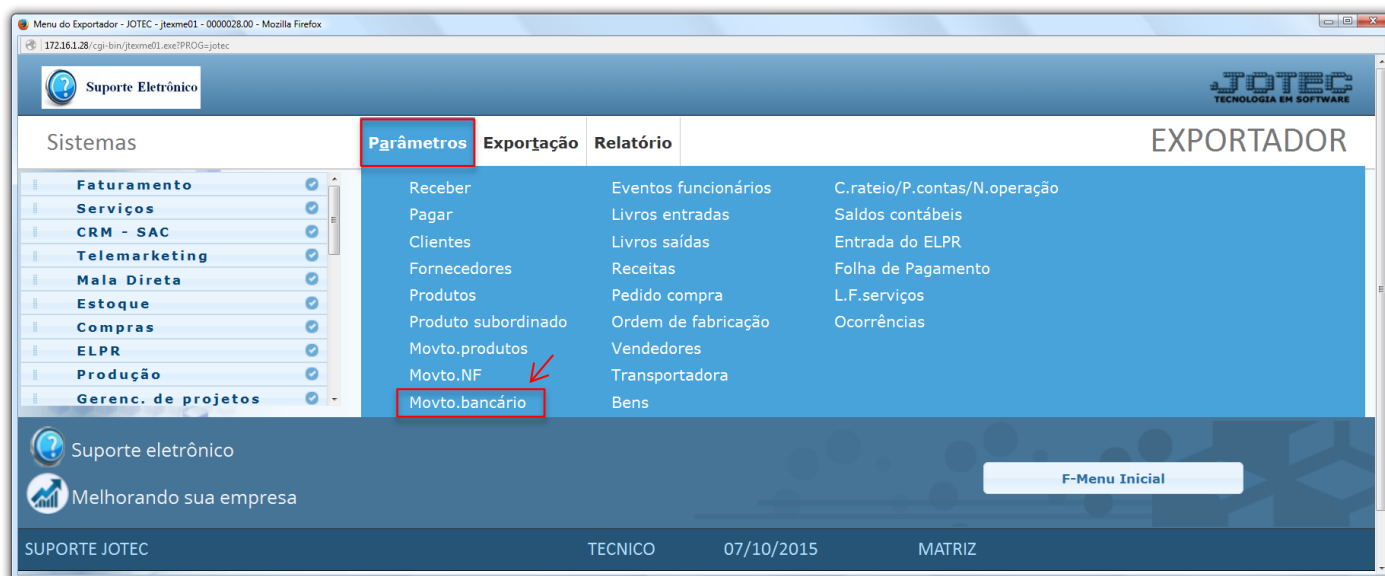 Menu do Exportador - JOTEC - jtexme01 - 0000028.00 - Mozilla Firefox
172.16.1.28/cgi-bin/jtexme01.exe?PROG=jotec
Suporte Eletrônico
JOTEC
TECNOLOGIA EM SOFTWARE
Sistemas
Parâmetros Exportação Relatório
EXPORTADOR
Faturamento
Serviços
CRM - SAC
Telemarketing
Mala Direta
Estoque
Compras
ELPR
Produção
Gerenc. de projetos
Receber
Pagar
Clientes
Fornecedores
Produtos
Produto subordinado
Movto.produtos
Movto.NF
Movto.bancário
Eventos funcionários
Livros entradas
Livros saídas
Receitas
Pedido compra
Ordem de fabricação
Vendedores
Transportadora
Bens
C.rateio/P.contas/N.operação
Saldos contábeis
Entrada do ELPR
Folha de Pagamento
L.F.serviços
Ocorrências
Suporte eletrônico
Melhorando sua empresa
F-Menu Inicial
SUPORTE JOTEC TECNICO 07/10/2015 MATRIZ